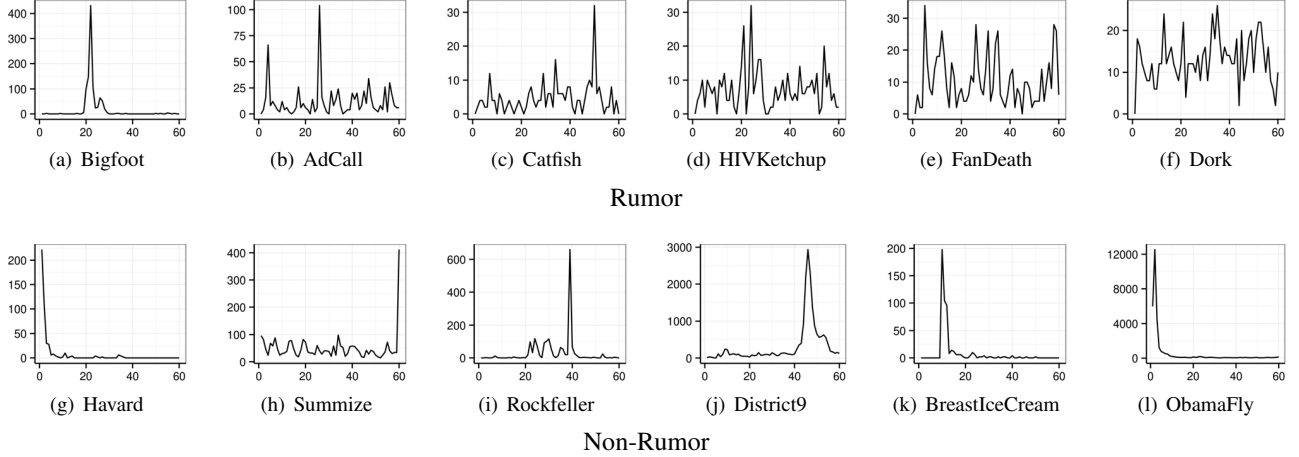 400
300
200
100
0
0 20 40 60
(a) Bigfoot
100
75
50
25
0
0 20 40 60
(b) AdCall
30
20
10
0
0 20 40 60
(c) Catfish
30
20
10
0
0 20 40 60
(d) HIVKetchup
30
20
10
0
0 20 40 60
(e) FanDeath
20
10
0
0 20 40 60
(f) Dork
Rumor
200
150
100
50
0
0 20 40 60
(g) Havard
400
300
200
100
0
0 20 40 60
(h) Summize
600
400
200
0
0 20 40 60
(i) Rockfeller
3000
2000
1000
0
0 20 40 60
(j) District9
200
150
100
50
0
0 20 40 60
(k) BreastIceCream
12000
8000
4000
0
0 20 40 60
(l) ObamaFly
Non-Rumor